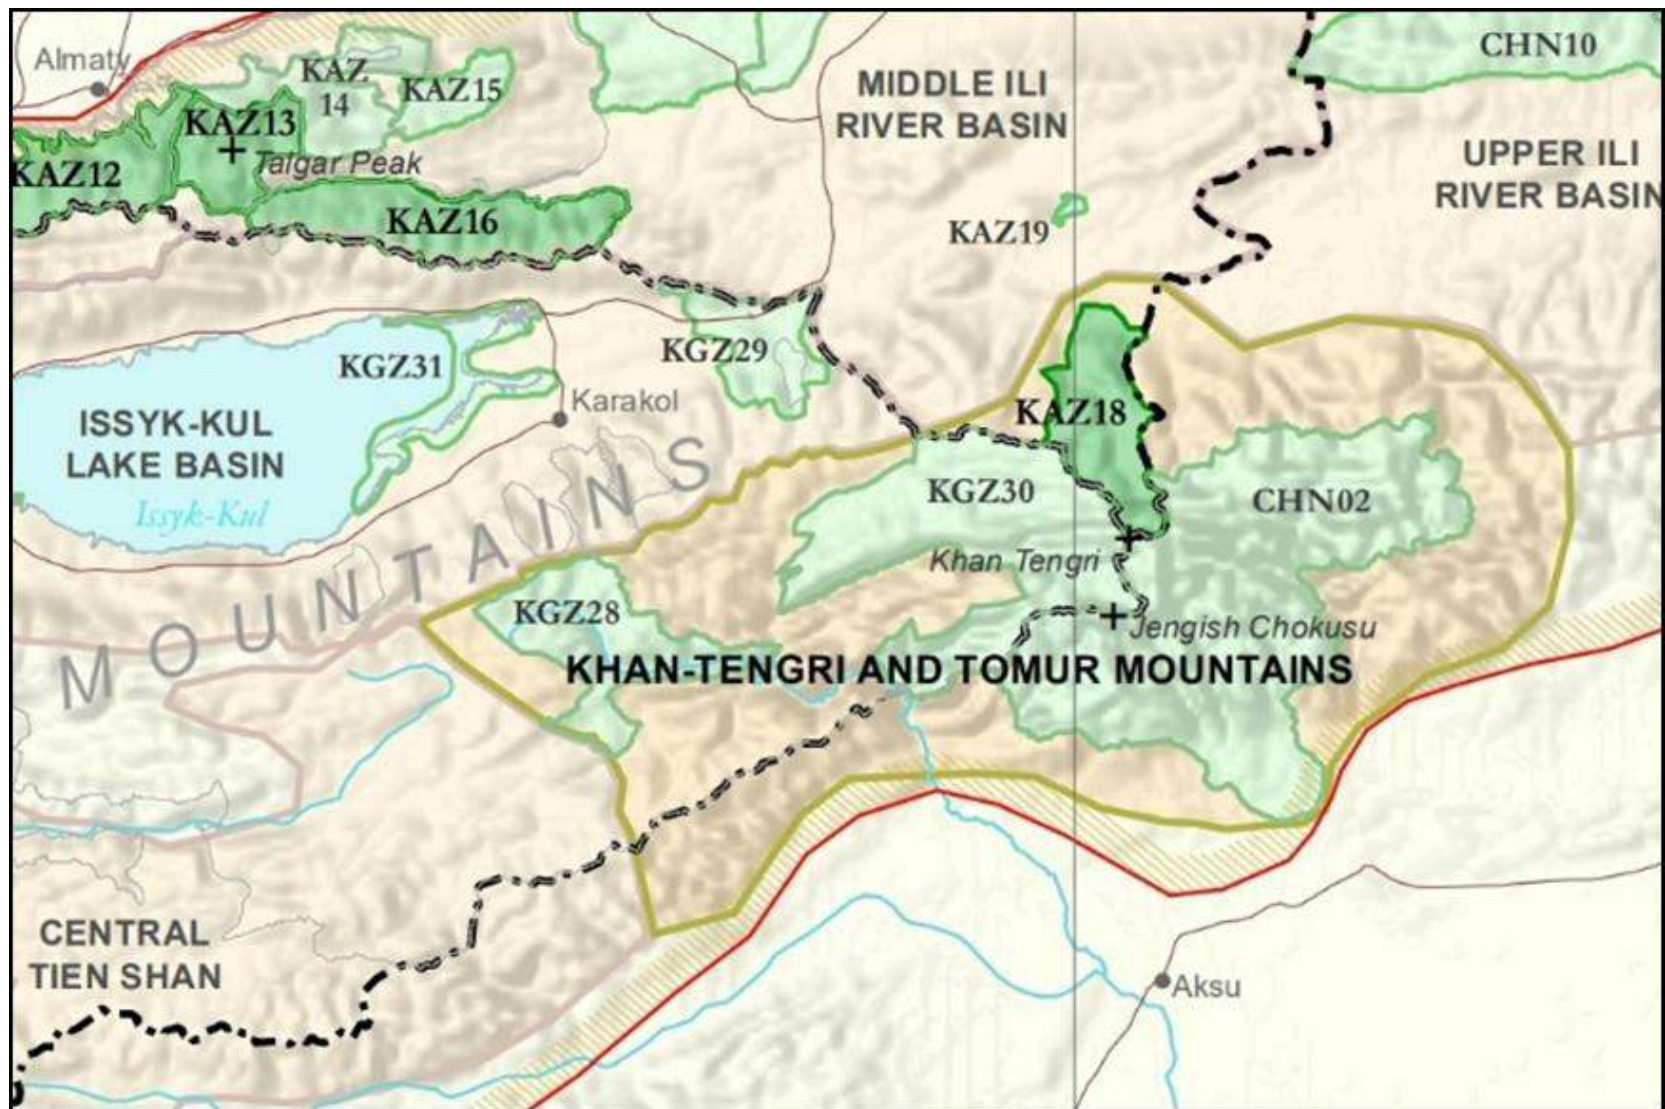 Almaty
KAZ
14
KAZ15
MIDDLE ILI
RIVER BASIN
CHN10
KAZ13
Talgar Peak
KAZ12
UPPER ILI
RIVER BASIN
KAZ16
KAZ19
KGZ31
KGZ29
Karakol
KAZ18
ISSYK-KUL
LAKE BASIN
Issyk-Kul
MOUNTAINS
KGZ30
CHN02
Khan Tengri
KGZ28
Jengish Chokusu
KHAN-TENGRI AND TOMUR MOUNTAINS
CENTRAL
TIEN SHAN
Aksu